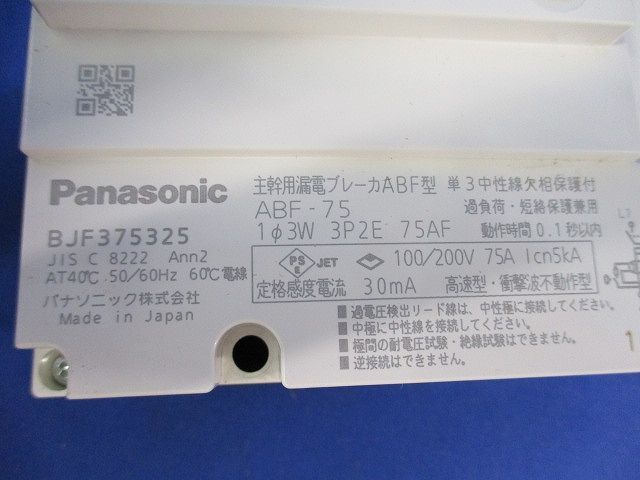 Panasonic
BJF375325
JIS C 8222 Ann2
AT40℃ 50/60Hz 60℃電線
パナソニック株式会社
Made in Japan
主幹用漏電ブレーカABF型 単3中性線欠相保護付
ABF-75 過負荷・短絡保護兼用
1φ3W 3P2E 75AF 動作時間0.1秒以内
PS E JET 100/200V 75A Icn5kA
定格感度電流 30mA 高速型・衝撃波不動作型
■ 過電圧検出リード線は、中性極に接続してください。
■ 中極に中性線を接続してください。
■ 極間の耐電圧試験・絶縁試験はできません。
■ 逆接続はできません。
1